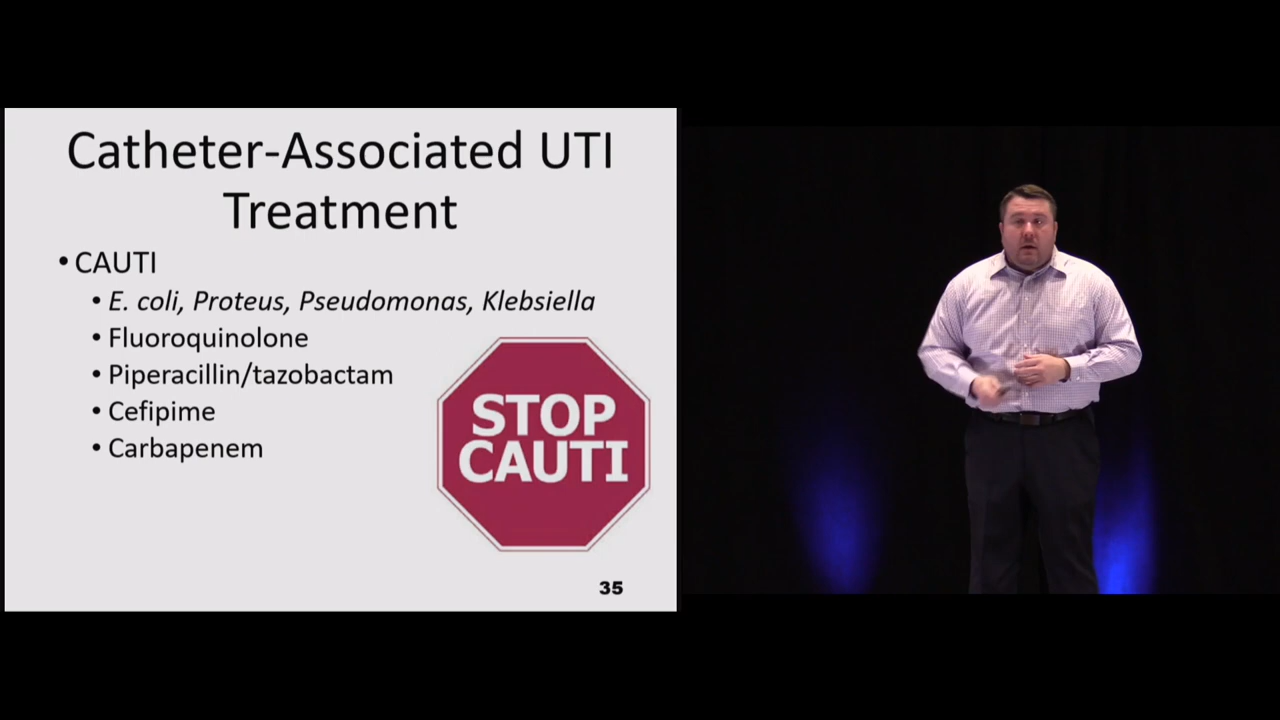 Catheter-Associated UTI
Treatment
• CAUTI
• E. coli, Proteus, Pseudomonas, Klebsiella
• Fluoroquinolone
• Piperacillin/tazobactam
• Cefipime
• Carbapenem
STOP
CAUTI
35